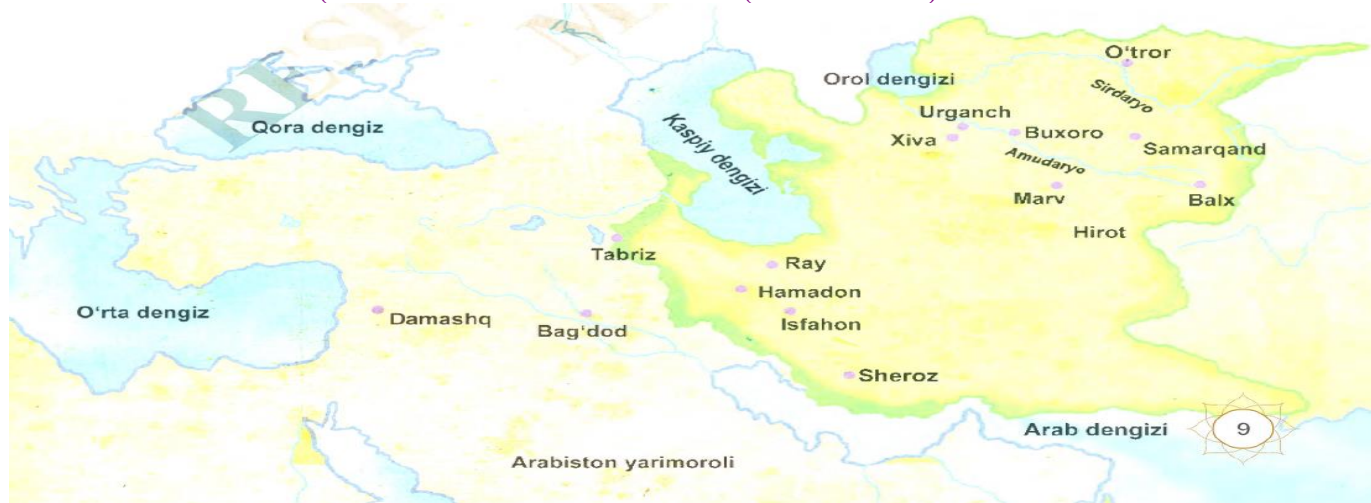 RESP
O‘tror
Orol dengizi
Sirdaryo
Qora dengiz
Kaspiy dengizi
Urganch
Buxoro
Xiva
Samarqand
Amudaryo
Marv
Balx
Hirot
Tabriz
Ray
Hamadon
O‘rta dengiz
Damashq
Bag‘dod
Isfahon
Sheroz
Arab dengizi
9
Arabiston yarimoroli